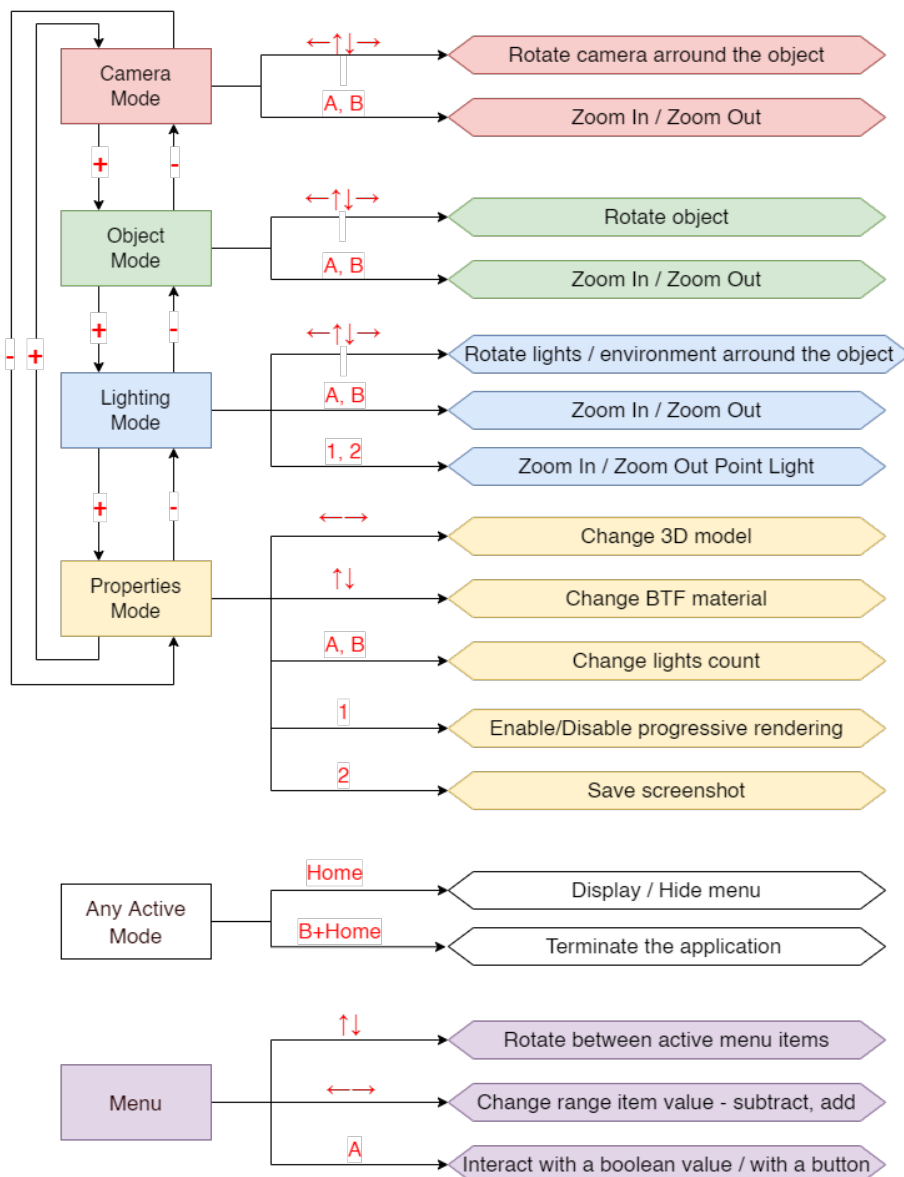 ←↑↓→
Rotate camera arround the object
Camera
Mode
A, B
Zoom In / Zoom Out
+
-
←↑↓→
Rotate object
Object
Mode
A, B
Zoom In / Zoom Out
+
-
-
+
←↑↓→
Rotate lights / environment arround the object
Lighting
Mode
A, B
Zoom In / Zoom Out
1, 2
Zoom In / Zoom Out Point Light
+
-
←→
Change 3D model
Properties
Mode
↑↓
Change BTF material
A, B
Change lights count
1
Enable/Disable progressive rendering
2
Save screenshot
Any Active
Mode
Home
Display / Hide menu
B+Home
Terminate the application
Menu
↑↓
Rotate between active menu items
←→
Change range item value - subtract, add
A
Interact with a boolean value / with a button